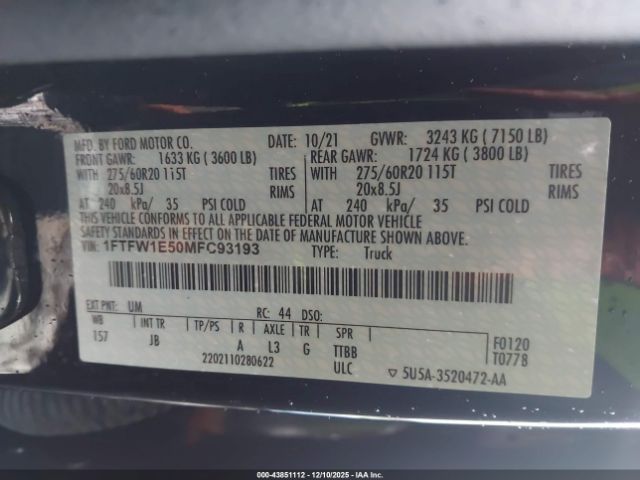 MFD. BY FORD MOTOR CO. DATE: 10/21 GVWR: 3243 KG ( 7150 LB)
FRONT GAWR: 1633 KG ( 3600 LB) REAR GAWR: 1724 KG ( 3800 LB)
WITH 275/60R20 115T TIRES WITH 275/60R20 115T TIRES
20x8.5J RIMS 20x8.5J RIMS
AT 240 kPa/ 35 PSI COLD AT 240 kPa/ 35 PSI COLD
THIS VEHICLE CONFORMS TO ALL APPLICABLE FEDERAL MOTOR VEHICLE
SAFETY STANDARDS IN EFFECT ON THE DATE OF MANUFACTURE SHOWN ABOVE.
VIN: 1FTFW1E50MFC93193 TYPE: Truck
EXT PNT: UM RC: 44 DSO:
WB INT TR TP/PS R AXLE TR SPR F0120
157 JB A L3 G TTBB T0778
2202110280622 ULC ▽ 5U5A-3520472-AA
000-43851112 - 12/10/2025 - IAA Inc.